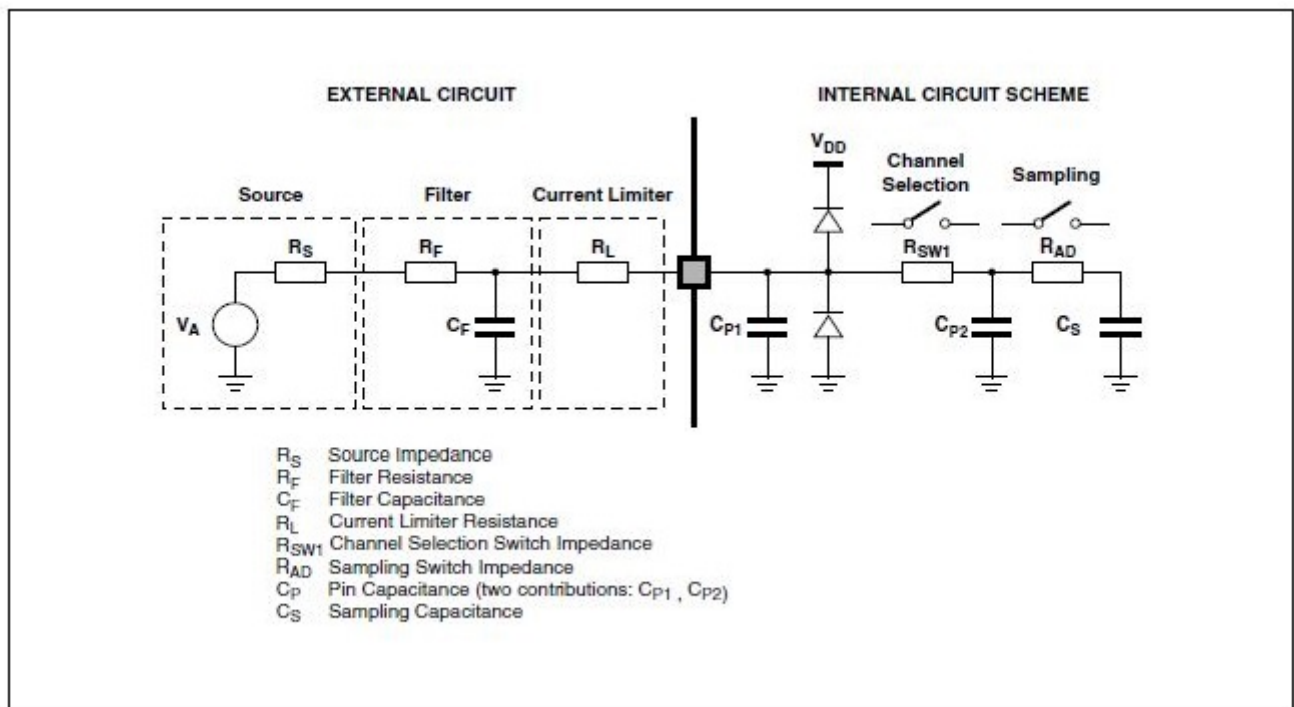 EXTERNAL CIRCUIT
INTERNAL CIRCUIT SCHEME
VDD
Channel
Selection
Sampling
Source
Filter
Current Limiter
RS
RF
RL
RSW1
RAD
VA
CF
CP1
CP2
CS
RS Source Impedance
RF Filter Resistance
CF Filter Capacitance
RL Current Limiter Resistance
RSW1 Channel Selection Switch Impedance
RAD Sampling Switch Impedance
CP Pin Capacitance (two contributions: CP1 , CP2)
CS Sampling Capacitance